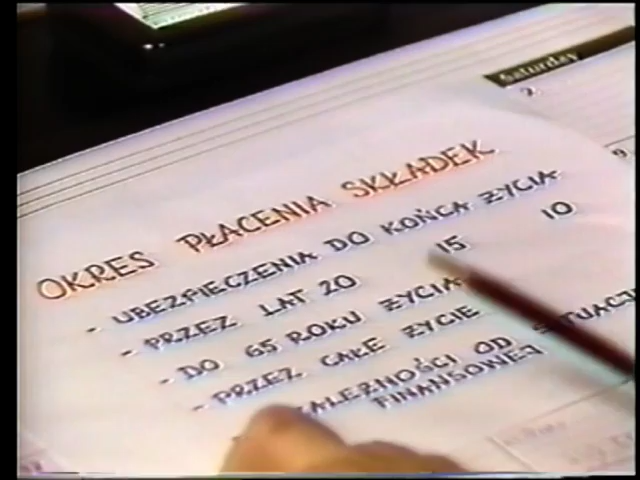 Saturday
OKRES PŁACENIA SKŁADEK
- UBEZPIECZENIA DO KOŃCA ŻYCIA
- PRZEZ LAT 20 15 10
- DO 65 ROKU ŻYCIA
- PRZEZ CAŁE ŻYCIE
ZALEŻNOŚCI OD SYTUACJI
FINANSOWEJ